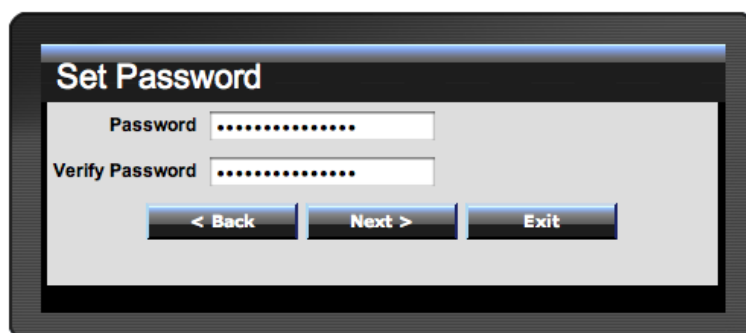 Set Password
Password •••••••••••••••
Verify Password •••••••••••••••
< Back Next > Exit